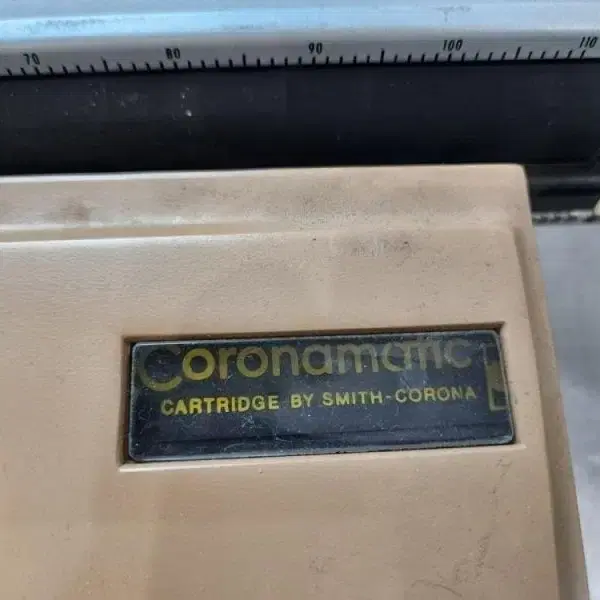 70 80 90 100 110
Coronamatic
CARTRIDGE BY SMITH-CORONA